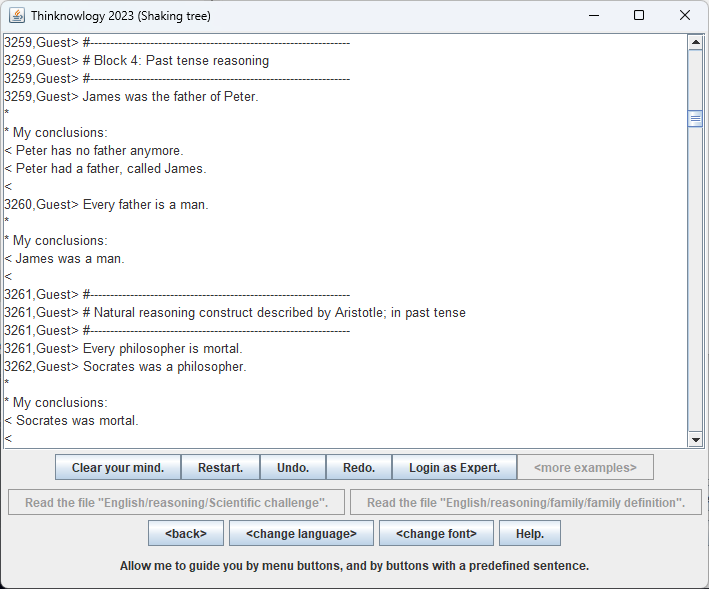 Thinknowlogy 2023 (Shaking tree)
3259,Guest> #----------------------------------------------------------------
3259,Guest> # Block 4: Past tense reasoning
3259,Guest> #----------------------------------------------------------------
3259,Guest> James was the father of Peter.
*
* My conclusions:
< Peter has no father anymore.
< Peter had a father, called James.
<
3260,Guest> Every father is a man.
*
* My conclusions:
< James was a man.
<
3261,Guest> #----------------------------------------------------------------
3261,Guest> # Natural reasoning construct described by Aristotle; in past tense
3261,Guest> #----------------------------------------------------------------
3261,Guest> Every philosopher is mortal.
3262,Guest> Socrates was a philosopher.
*
* My conclusions:
< Socrates was mortal.
<
Clear your mind. Restart. Undo. Redo. Login as Expert. <more examples>
Read the file "English/reasoning/Scientific challenge". Read the file "English/reasoning/family/family definition".
<back> <change language> <change font> Help.
Allow me to guide you by menu buttons, and by buttons with a predefined sentence.